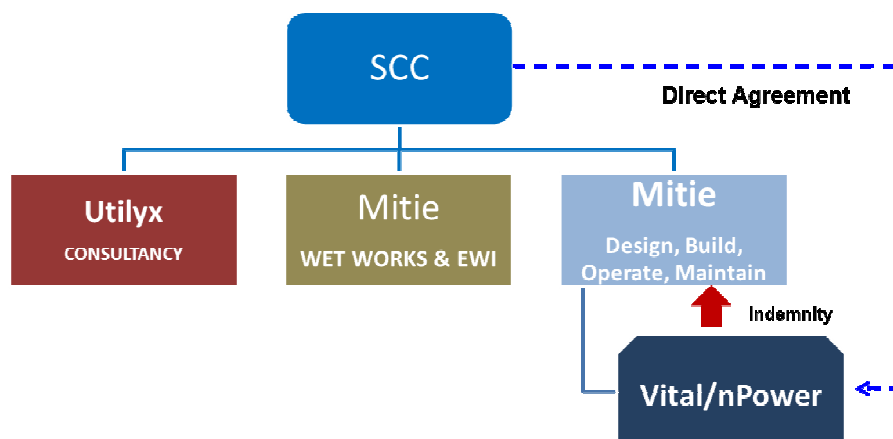 SCC
Direct Agreement
Utilyx
CONSULTANCY
Mitie
WET WORKS & EWI
Mitie
Design, Build,
Operate, Maintain
Indemnity
Vital/nPower